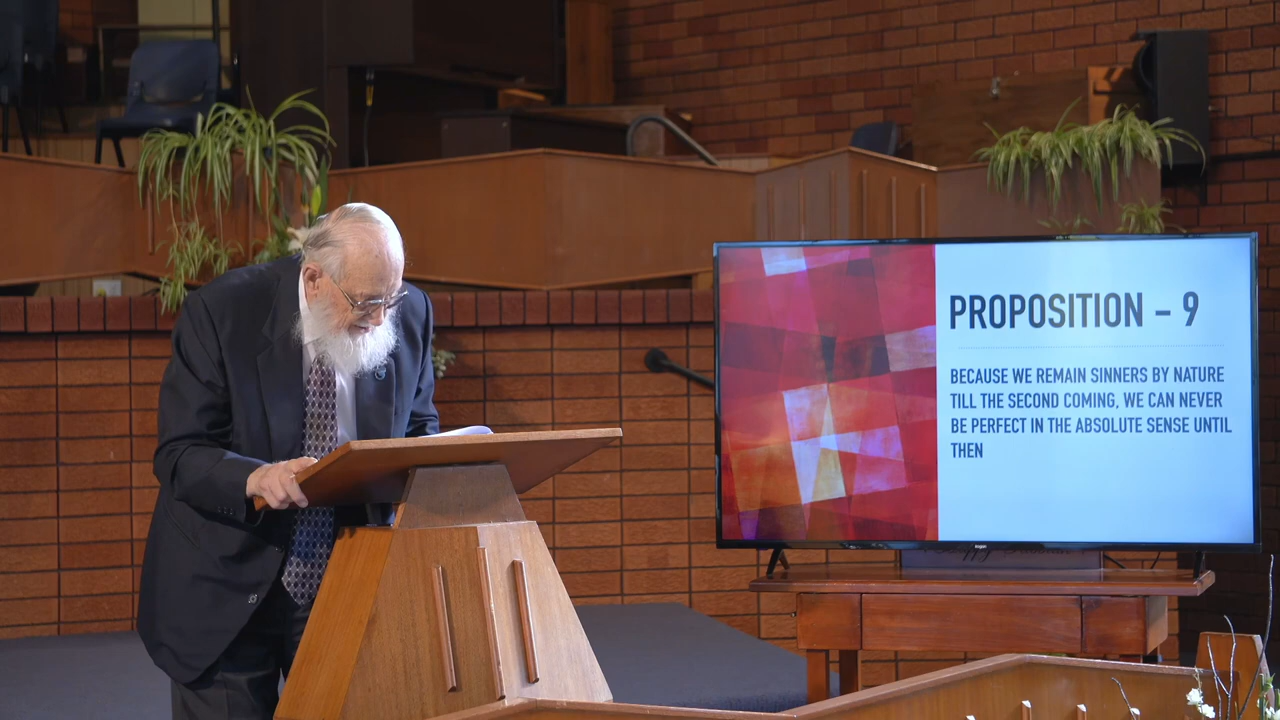 PROPOSITION – 9
BECAUSE WE REMAIN SINNERS BY NATURE
TILL THE SECOND COMING, WE CAN NEVER
BE PERFECT IN THE ABSOLUTE SENSE UNTIL
THEN